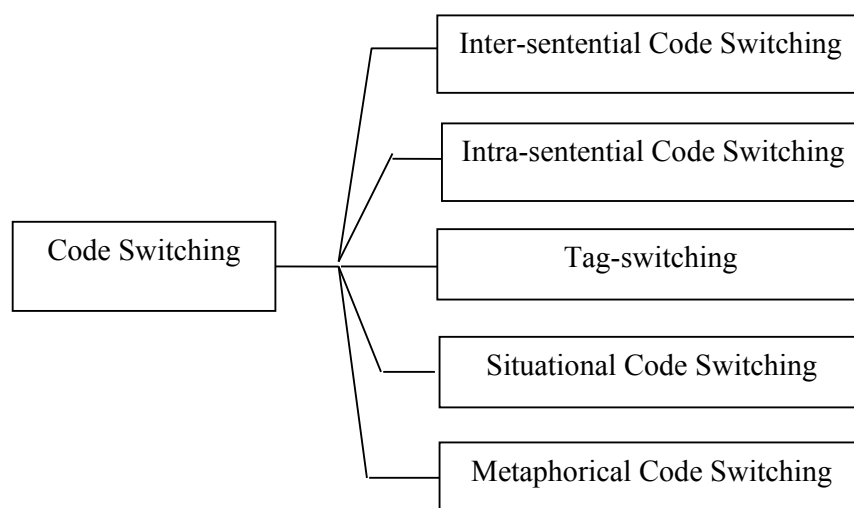 Inter-sentential Code Switching
Intra-sentential Code Switching
Code Switching
Tag-switching
Situational Code Switching
Metaphorical Code Switching